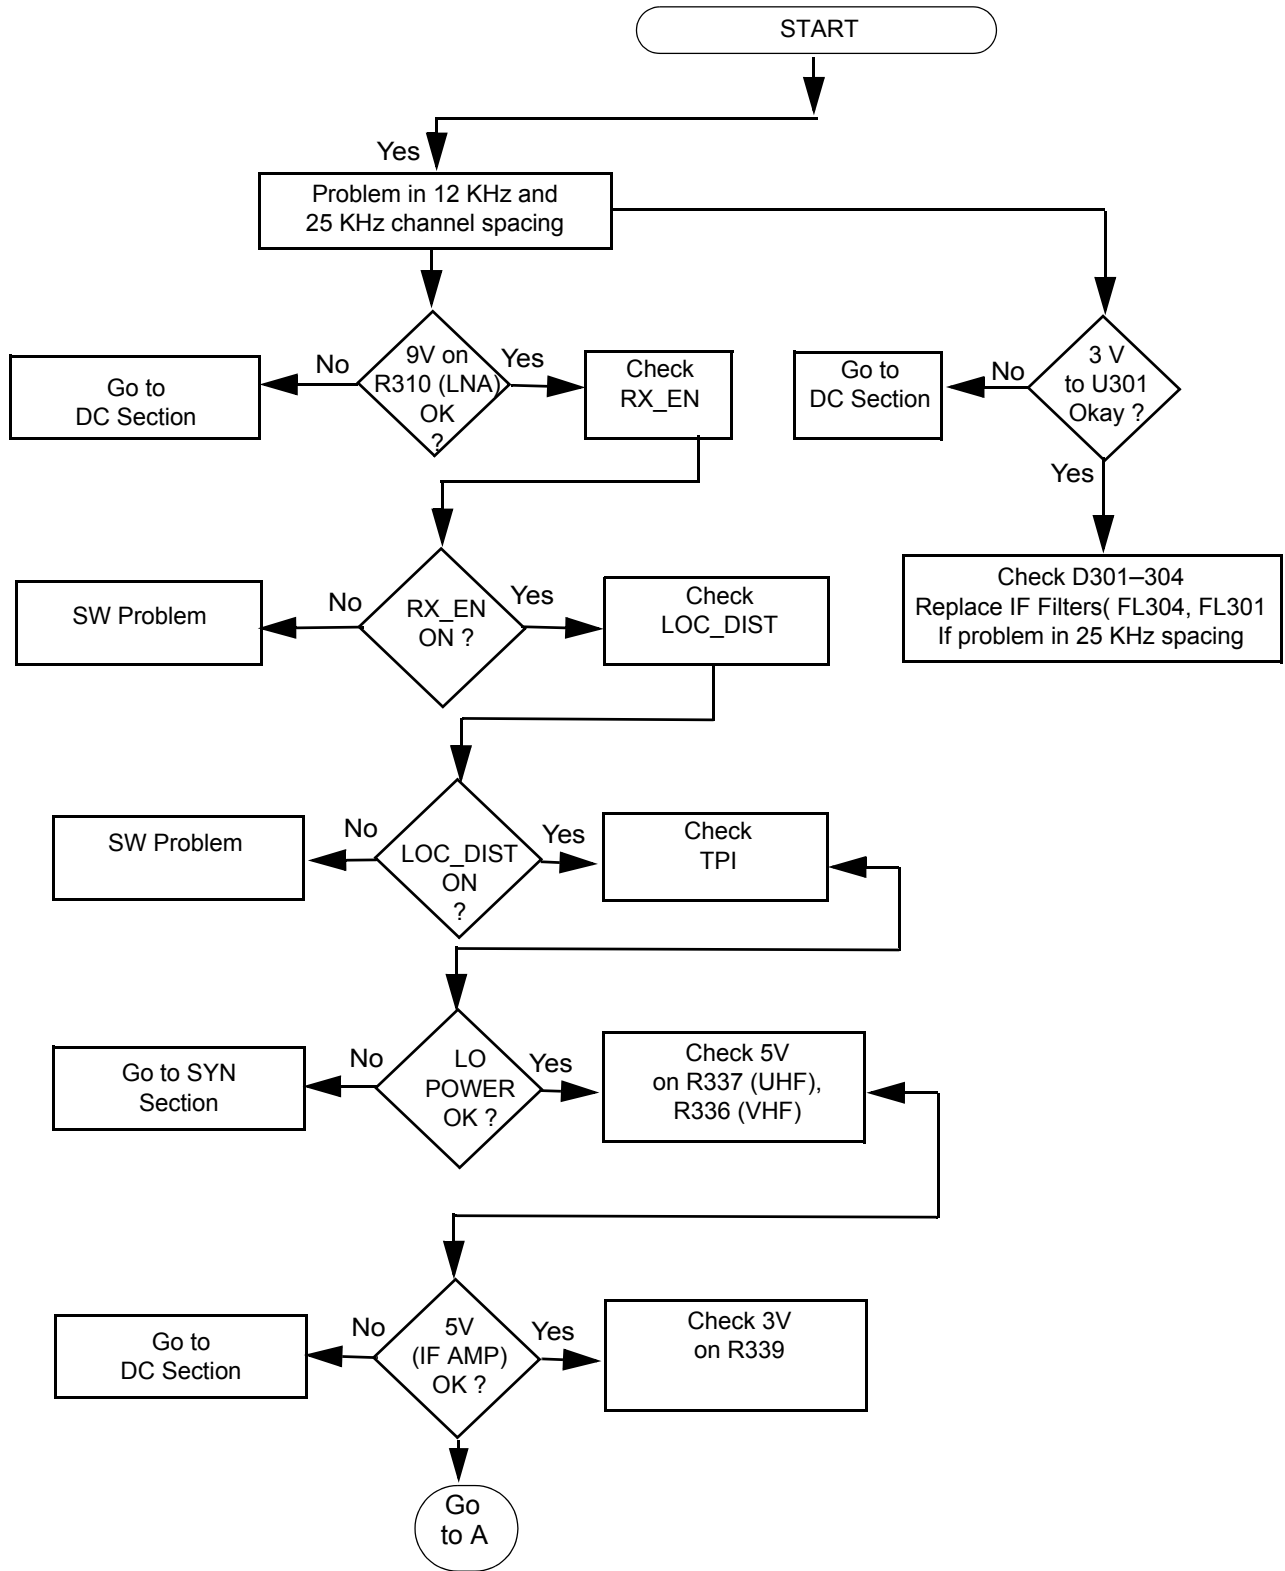 START
Yes
Problem in 12 KHz and
25 KHz channel spacing
No
9V on
R310 (LNA)
OK
?
Yes
Go to
DC Section
Check
RX_EN
Go to
DC Section
No
3 V
to U301
Okay ?
Yes
Check D301–304
Replace IF Filters( FL304, FL301
If problem in 25 KHz spacing
SW Problem
No
RX_EN
ON ?
Yes
Check
LOC_DIST
SW Problem
No
LOC_DIST
ON
?
Yes
Check
TPI
Go to SYN
Section
No
LO
POWER
OK ?
Yes
Check 5V
on R337 (UHF),
R336 (VHF)
Go to
DC Section
No
5V
(IF AMP)
OK ?
Yes
Check 3V
on R339
Go
to A